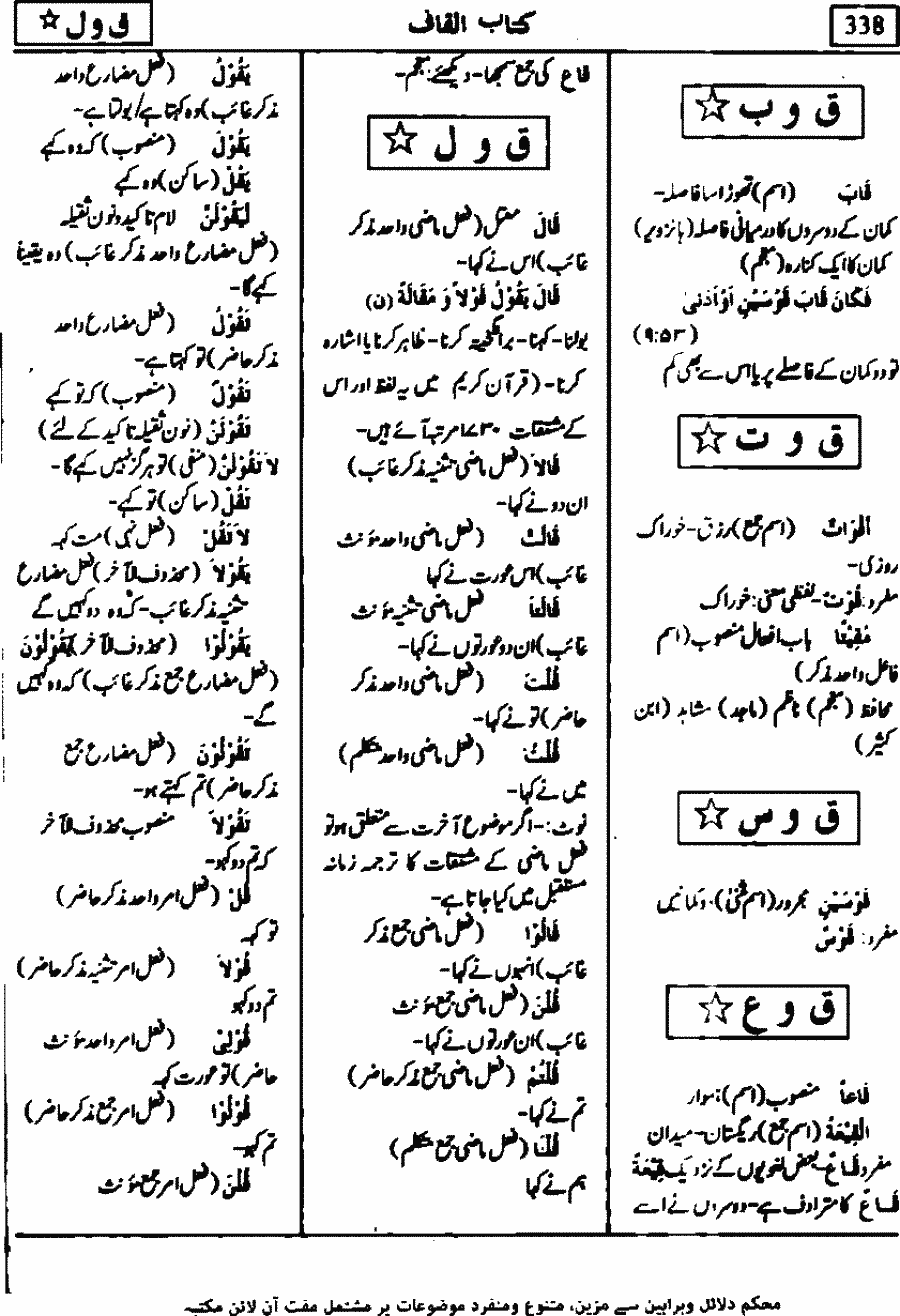 338
کتاب القاف
ق و ل ☆
ق و ب ☆
قَابَ (اسم) تھوڑا سا فاصلہ-
کمان کے دوسروں کا درمیانی فاصلہ (ہانزویر)
کمان کا ایک کنارہ (معجم)
فَكَانَ قَابَ قَوْسَيْنِ اَوْ اَدْنٰی
(۹:۵۳)
تو دو کمان کے فاصلے پر یا اس سے بھی کم
ق و ت ☆
اَقْوَاتٌ (اسم جمع) رزق-خوراک
روزی-
مفرد: قُوْتٌ-لفظی معنی: خوراک
مُقِيْتًا باب افعال منصوب (اسم
فاعل واحد مذکر)
محافظ (معجم) ناظم (ماجد) مشاہد (ابن
کثیر)
ق و س ☆
قَوْسَيْنِ مجرور (اسم مثنیٰ)، دو کمانیں
مفرد: قَوْسٌ
ق و ع ☆
قَاعاً منصوب (اسم): ہموار
اَلْقِيْعَةُ (اسم جمع) ریگستان-میدان
مفرد قَاعٌ-بعض لغویوں کے نزدیک قِيْعَةٌ
قَاعٌ کا مترادف ہے-دوسراں نے اسے
قاع کی جمع سمجھا-دیکھئے: معجم-
ق و ل ☆
قَالَ معتل (فعل ماضی واحد مذکر
غائب) اس نے کہا-
قَالَ يَقُوْلُ قَوْلاً وَ مَقَالَةً (ن)
بولنا-کہنا-برانگیختہ کرنا-ظاہر کرنا یا اشارہ
کرنا-(قرآن کریم میں یہ لفظ اور اس
کے مشتقات ۱۷۳۰ مرتبہ آئے ہیں-
قَالاَ (فعل ماضی تثنیہ مذکر غائب)
ان دو نے کہا-
قَالَتْ (فعل ماضی واحد مؤنث
غائب) اس عورت نے کہا
قَالَتَا فعل ماضی تثنیہ مؤنث
غائب) ان دو عورتوں نے کہا-
قُلْتَ (فعل ماضی واحد مذکر
حاضر) تو نے کہا-
قُلْتُ (فعل ماضی واحد متکلم)
میں نے کہا-
نوٹ:-اگر موضوع آخرت سے متعلق ہو تو
فعل ماضی کے مشتقات کا ترجمہ زمانہ
مستقبل میں کیا جاتا ہے-
قَالُوْا (فعل ماضی جمع مذکر
غائب) انہوں نے کہا-
قُلْنَ (فعل ماضی جمع مؤنث
غائب) ان عورتوں نے کہا-
قُلْتُمْ (فعل ماضی جمع مذکر حاضر)
تم نے کہا-
قُلْنَا (فعل ماضی جمع متکلم)
ہم نے کہا
يَقُوْلُ (فعل مضارع واحد
مذکر غائب) وہ کہتا ہے/بولتا ہے-
يَقُوْلَ (منصوب) کہ وہ کہے
يَقُلْ (ساکن) وہ کہے
لَيَقُوْلَنَّ لام تاکید و نون ثقیلہ
(فعل مضارع واحد مذکر غائب) وہ یقیناً
کہے گا-
تَقُوْلُ (فعل مضارع واحد
مذکر حاضر) تو کہتا ہے-
تَقُوْلَ (منصوب) کہ تو کہے
تَقُوْلَنَّ (نون ثقیلہ تاکید کے لئے)
لاَ تَقُوْلَنَّ (منفی) تو ہرگز نہیں کہے گا-
تَقُلْ (ساکن) تو کہے-
لاَ تَقُلْ (فعل نہی) مت کہہ
يَقُوْلاَ (محذوف الآخر) فعل مضارع
تثنیہ مذکر غائب-کہ وہ دو کہیں گے
يَقُوْلُوْا (محذوف الآخر) يَقُوْلُوْنَ
(فعل مضارع جمع مذکر غائب) کہ وہ کہیں
گے-
تَقُوْلُوْنَ (فعل مضارع جمع
مذکر حاضر) تم کہتے ہو-
تَقُوْلاَ منصوب محذوف الآخر
کہ تم دو کہو-
قُلْ (فعل امر واحد مذکر حاضر)
تو کہہ
قُوْلاَ (فعل امر تثنیہ مذکر حاضر)
تم دو کہو
قُوْلِيْ (فعل امر واحد مؤنث
حاضر) تو عورت کہہ
قُوْلُوْا (فعل امر جمع مذکر حاضر)
تم کہو-
قُلْنَ (فعل امر جمع مؤنث
محکم دلائل وبراہین سے مزین، متنوع ومنفرد موضوعات پر مشتمل مفت آن لائن مکتبہ